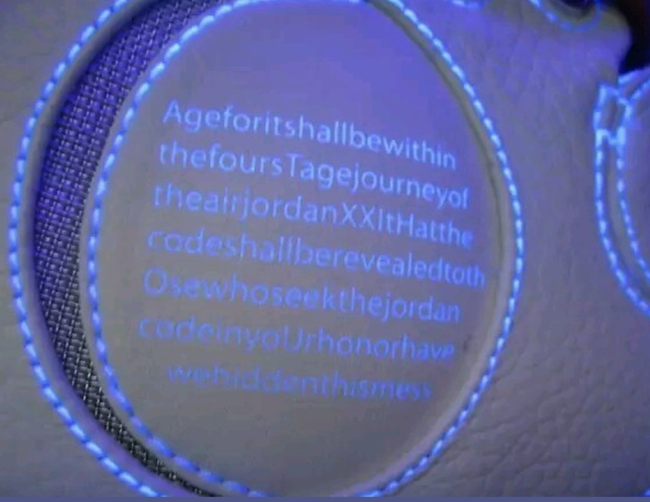 Ageforitshallbewithin
thefoursTagejourneyof
theairjordanXXItHatthe
codeshallberevealedtoth
Osewhoseekthejordan
codeinyoUrhonorhave
wehiddenthismess